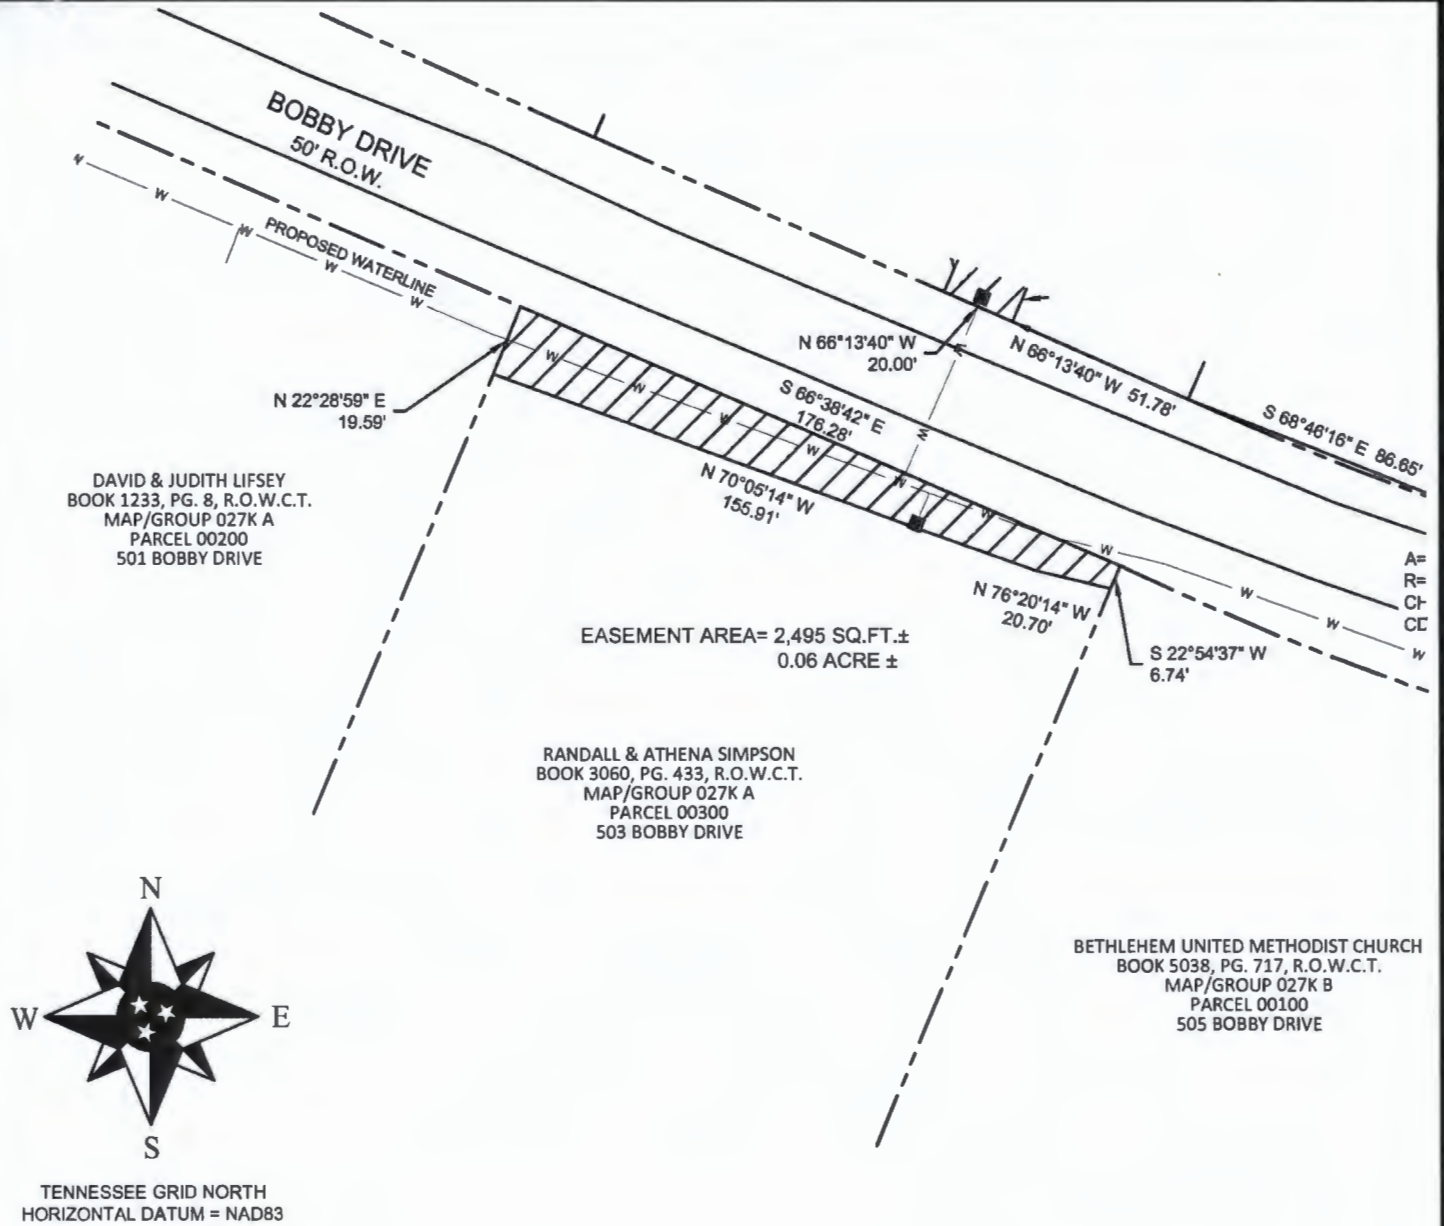 BOBBY DRIVE
50' R.O.W.
W
W
W
PROPOSED WATERLINE
W
W
N 66°13'40" W
20.00'
N 66°13'40" W 51.78'
S 68°46'16" E 86.65'
N 22°28'59" E
19.59'
W
W
W
W
W
W
W
W
W
W
W
W
S 66°38'42" E
176.28'
N 70°05'14" W
155.91'
DAVID & JUDITH LIFSEY
BOOK 1233, PG. 8, R.O.W.C.T.
MAP/GROUP 027K A
PARCEL 00200
501 BOBBY DRIVE
A=
R=
CH
N 76°20'14" W
20.70'
S 22°54'37" W
6.74'
EASEMENT AREA= 2,495 SQ.FT.±
0.06 ACRE ±
RANDALL & ATHENA SIMPSON
BOOK 3060, PG. 433, R.O.W.C.T.
MAP/GROUP 027K A
PARCEL 00300
503 BOBBY DRIVE
BETHLEHEM UNITED METHODIST CHURCH
BOOK 5038, PG. 717, R.O.W.C.T.
MAP/GROUP 027K B
PARCEL 00100
505 BOBBY DRIVE
N
W
E
S
TENNESSEE GRID NORTH
HORIZONTAL DATUM = NAD83